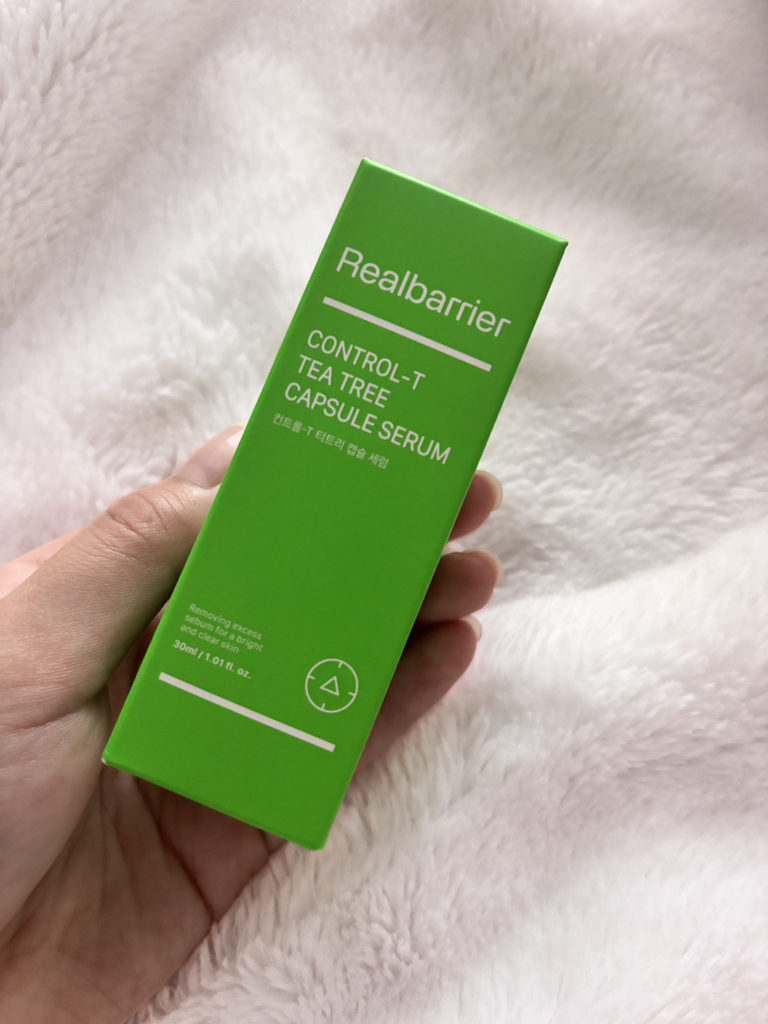 Realbarrier
CONTROL-T
TEA TREE
CAPSULE SERUM
컨트롤-T 티트리 캡슐 세럼
Removing excess
sebum for a bright
and clear skin
30ml / 1.01 fl. oz.